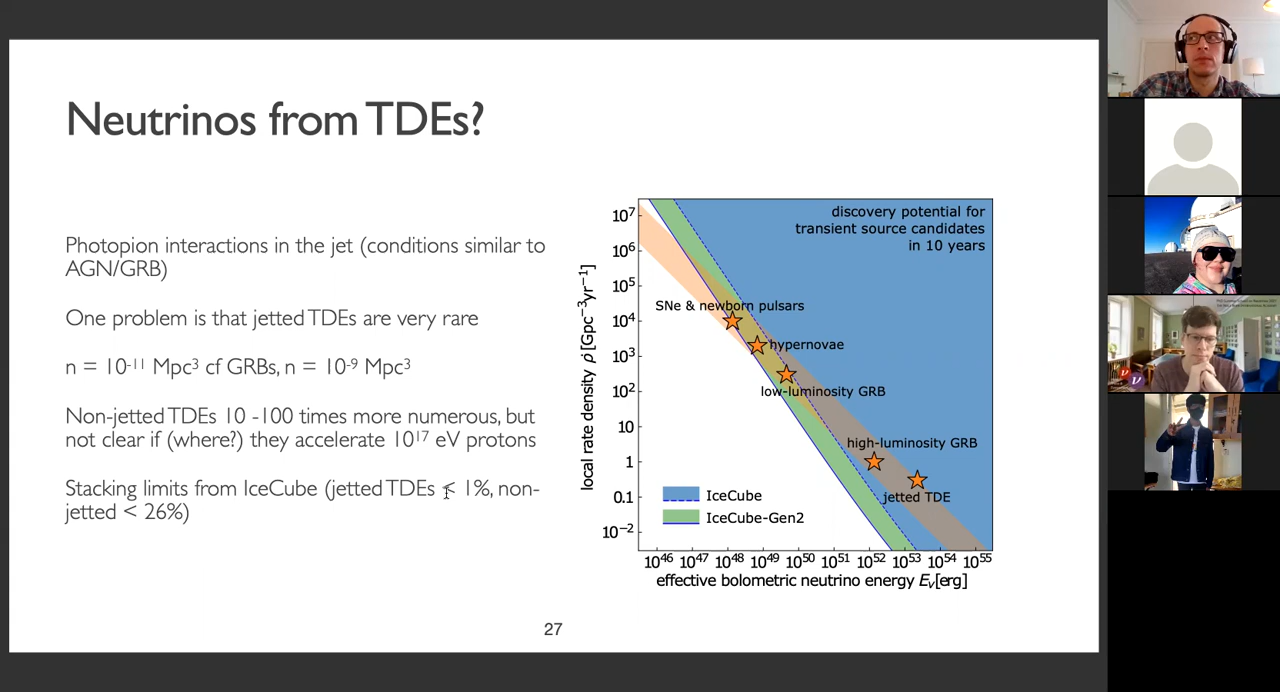 Neutrinos from TDEs?
Photopion interactions in the jet (conditions similar to
AGN/GRB)
One problem is that jetted TDEs are very rare
n = 10⁻¹¹ Mpc³ cf GRBs, n = 10⁻⁹ Mpc³
Non-jetted TDEs 10 -100 times more numerous, but
not clear if (where?) they accelerate 10¹⁷ eV protons
Stacking limits from IceCube (jetted TDEs < 1%, non-
jetted < 26%)
discovery potential for
transient source candidates
in 10 years
10⁷
10⁶
10⁵
10⁴
10³
10²
10
1
0.1
10⁻²
local rate density ρ̇ [Gpc⁻³yr⁻¹]
SNe & newborn pulsars
hypernovae
low-luminosity GRB
high-luminosity GRB
jetted TDE
IceCube
IceCube-Gen2
10⁴⁶ 10⁴⁷ 10⁴⁸ 10⁴⁹ 10⁵⁰ 10⁵¹ 10⁵² 10⁵³ 10⁵⁴ 10⁵⁵
effective bolometric neutrino energy Eᵥ[erg]
27